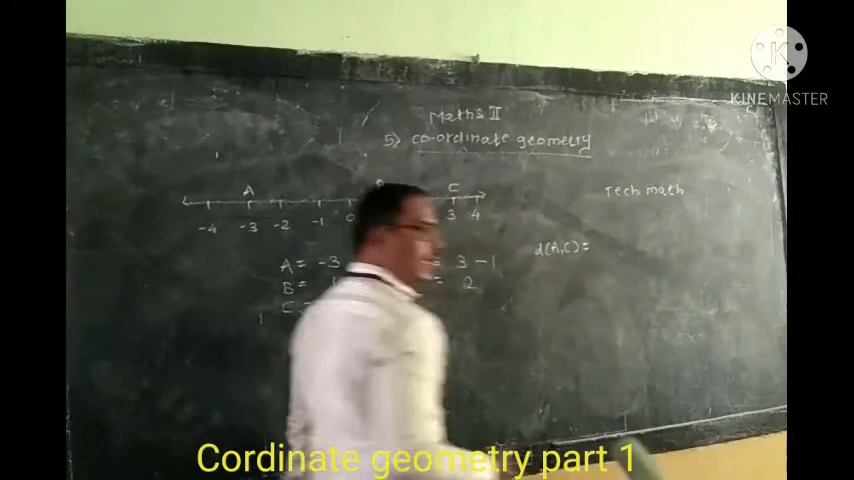 KINEMASTER
Maths II
5) co-ordinate geometry
Tech math
A C
-4 -3 -2 -1 0 3 4
d(A,C)=
A = -3 = 3 - 1
B = = 2
C
Cordinate geometry part 1